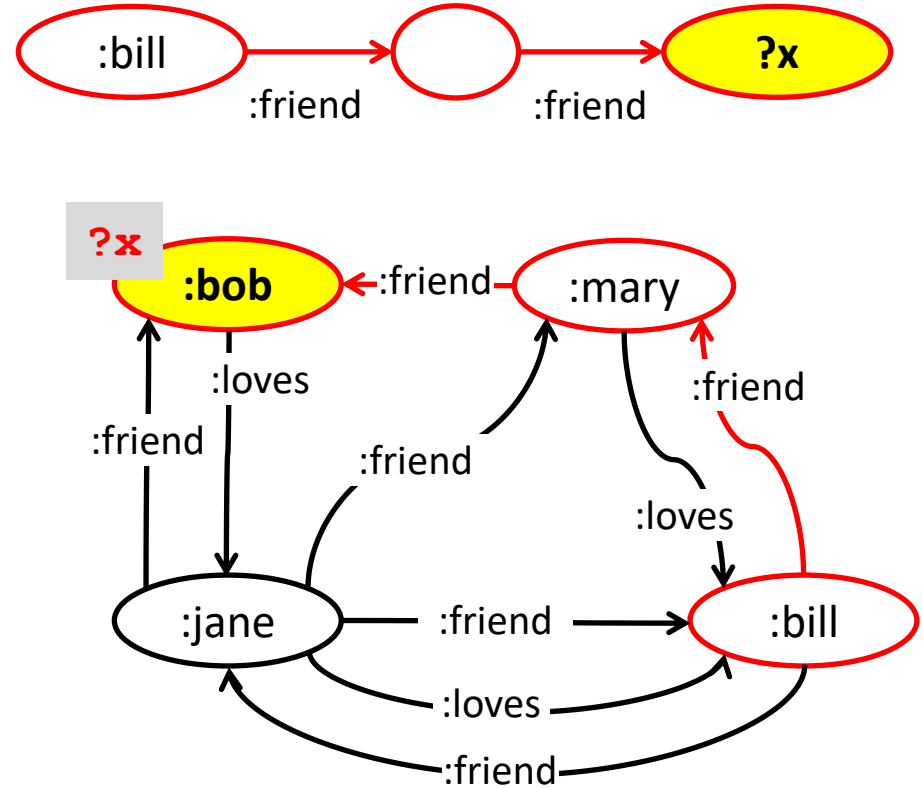 :bill
?x
:friend
:friend
?x
:bob
:friend
:mary
:loves
:friend
:friend
:friend
:loves
:jane
:friend
:bill
:loves
:friend